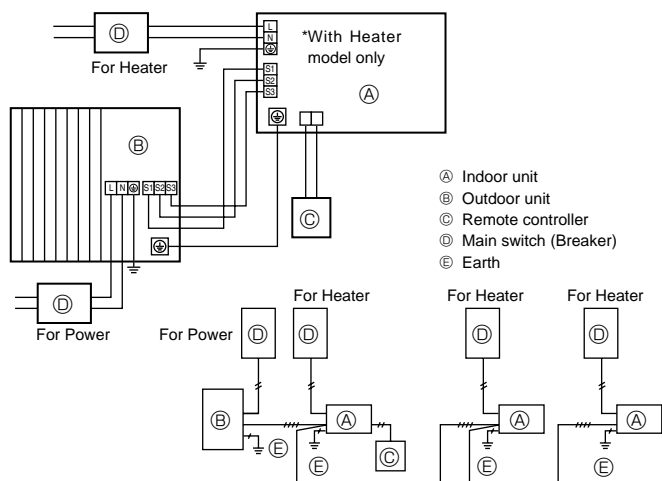 Ⓓ
For Heater
L
N
S1
S2
S3
*With Heater
model only
Ⓐ
Ⓑ
L N S1 S2 S3
Ⓒ
Ⓓ
For Power
Ⓐ Indoor unit
Ⓑ Outdoor unit
Ⓒ Remote controller
Ⓓ Main switch (Breaker)
Ⓔ Earth
For Heater
For Heater
For Heater
For Power
Ⓓ
Ⓓ
Ⓓ
Ⓓ
Ⓑ
Ⓐ
Ⓐ
Ⓐ
Ⓔ
Ⓒ
Ⓔ
Ⓔ
Ⓔ